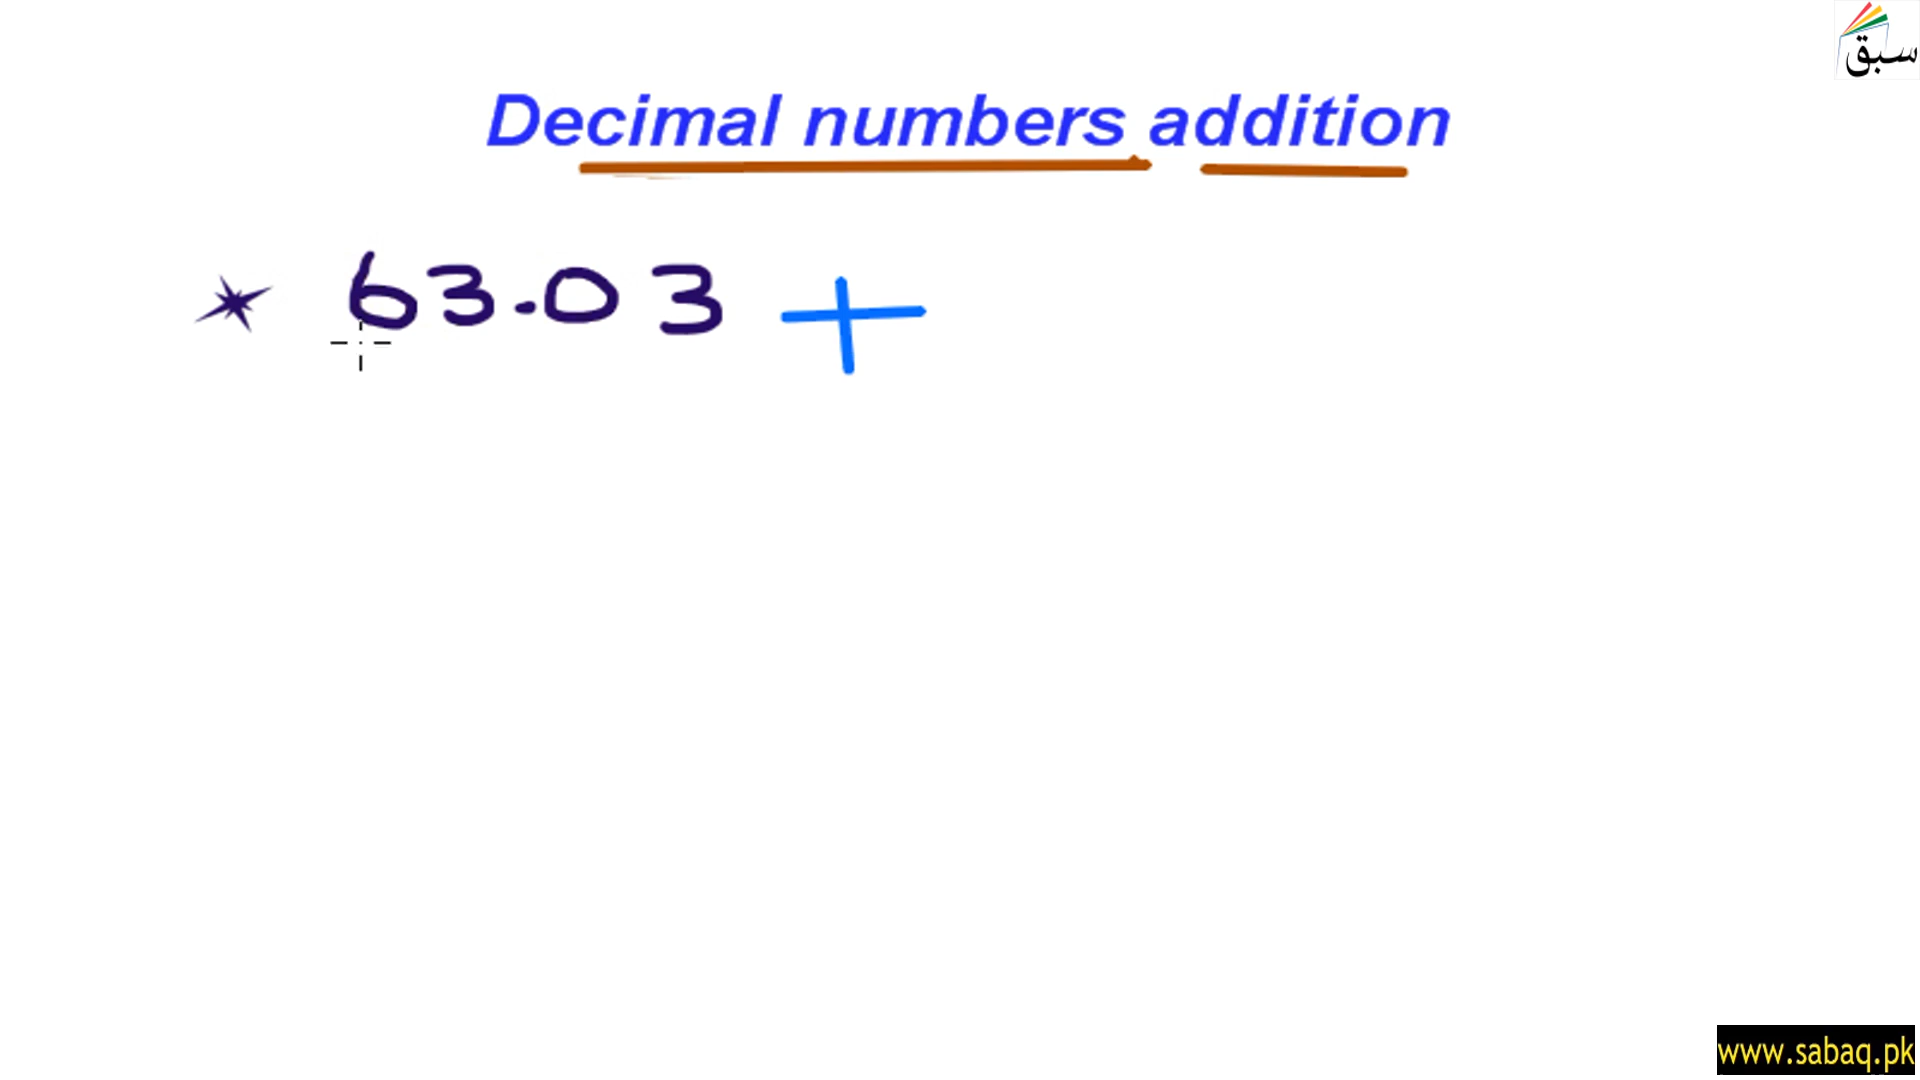 سبق
Decimal numbers addition
* 63.03 +
www.sabaq.pk